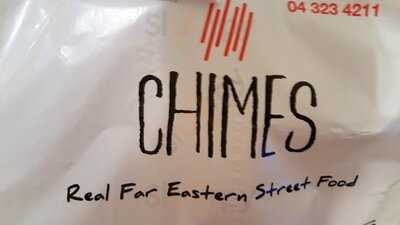 04 323 4211
CHIMES
Real Far Eastern Street Food